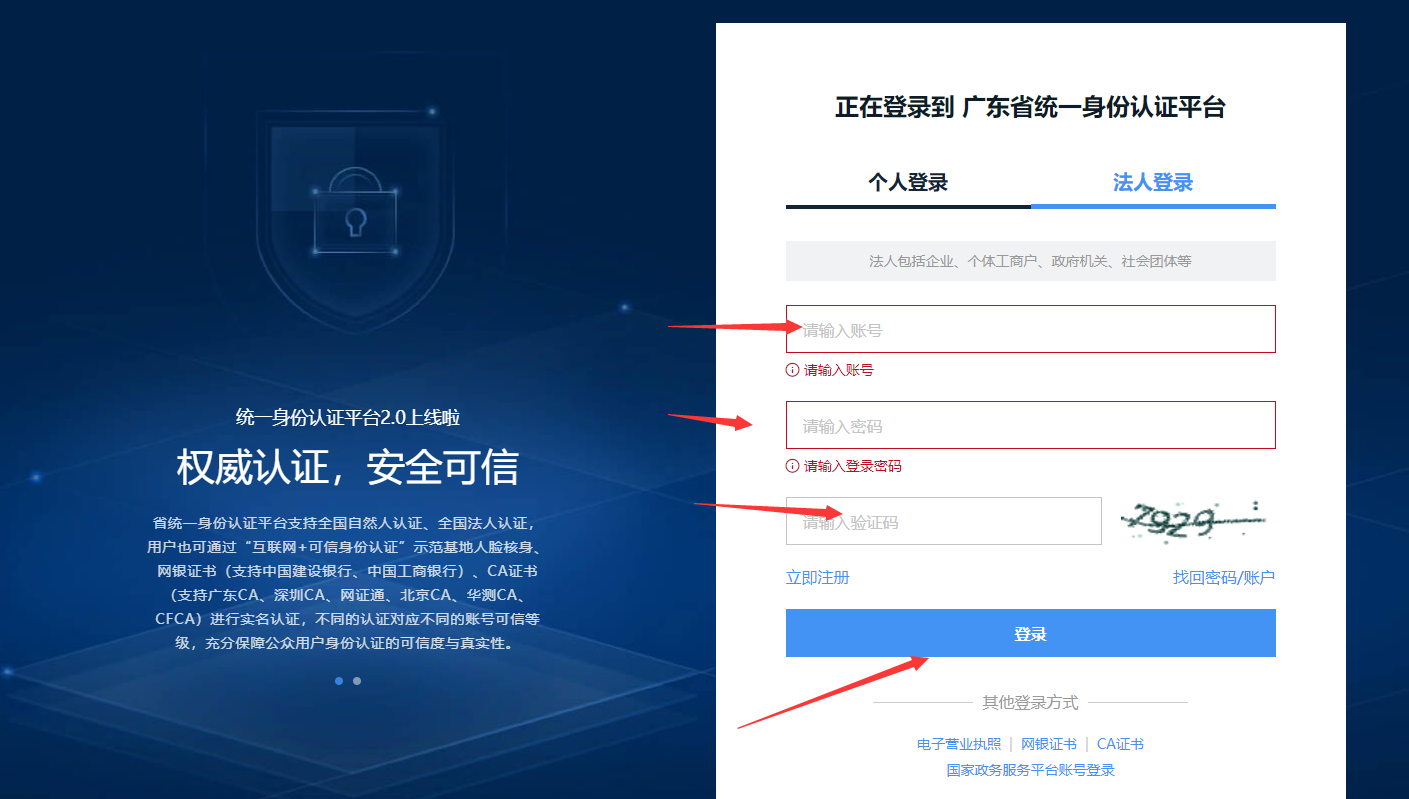 统一身份认证平台2.0上线啦
权威认证，安全可信
省统一身份认证平台支持全国自然人认证、全国法人认证，
用户也可通过“互联网+可信身份认证”示范基地人脸核身、
网银证书（支持中国建设银行、中国工商银行）、CA证书
（支持广东CA、深圳CA、网证通、北京CA、华测CA、
CFCA）进行实名认证，不同的认证对应不同的账号可信等
级，充分保障公众用户身份认证的可信度与真实性。
正在登录到 广东省统一身份认证平台
个人登录 法人登录
法人包括企业、个体工商户、政府机关、社会团体等
请输入账号
请输入账号
请输入密码
请输入登录密码
请输入验证码 2929
立即注册 找回密码/账户
登录
其他登录方式
电子营业执照 | 网银证书 | CA证书
国家政务服务平台账号登录